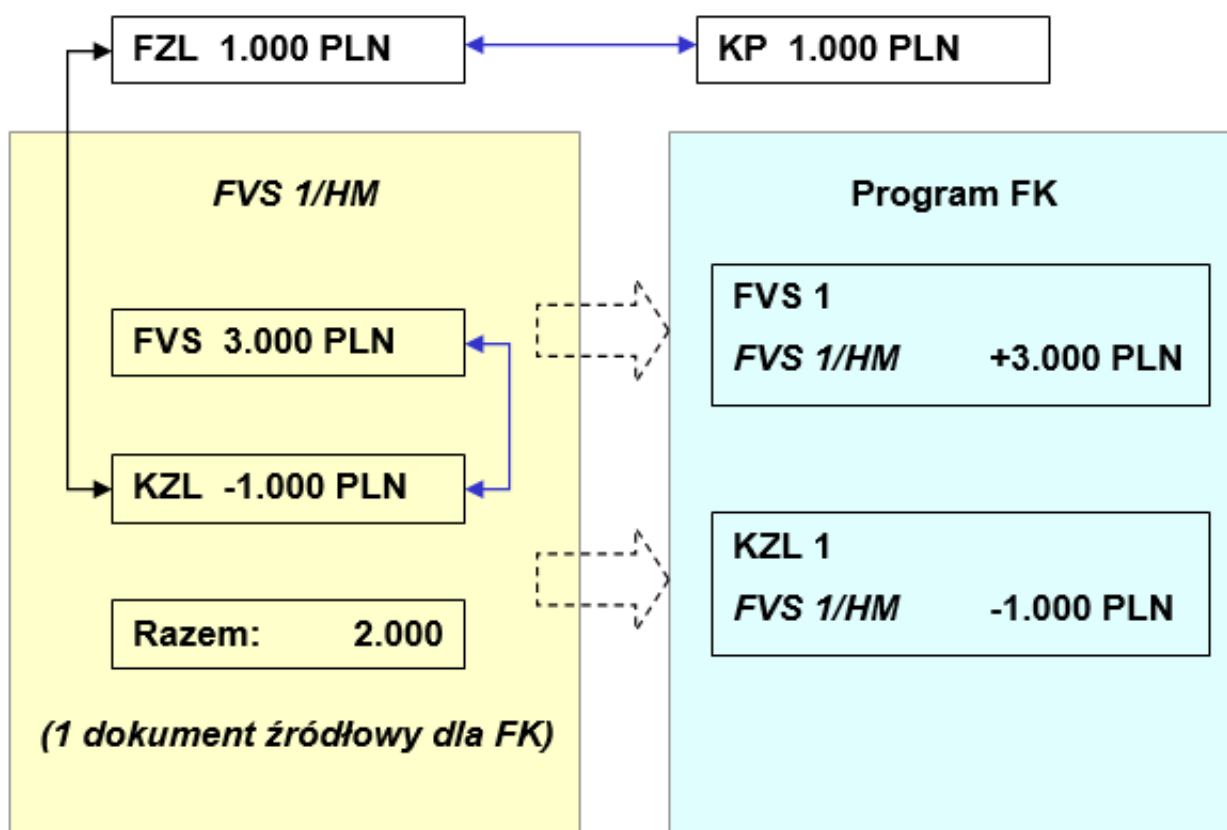 FZL 1.000 PLN
KP 1.000 PLN
FVS 1/HM
FVS 3.000 PLN
KZL -1.000 PLN
Razem: 2.000
(1 dokument źródłowy dla FK)
Program FK
FVS 1
FVS 1/HM +3.000 PLN
KZL 1
FVS 1/HM -1.000 PLN